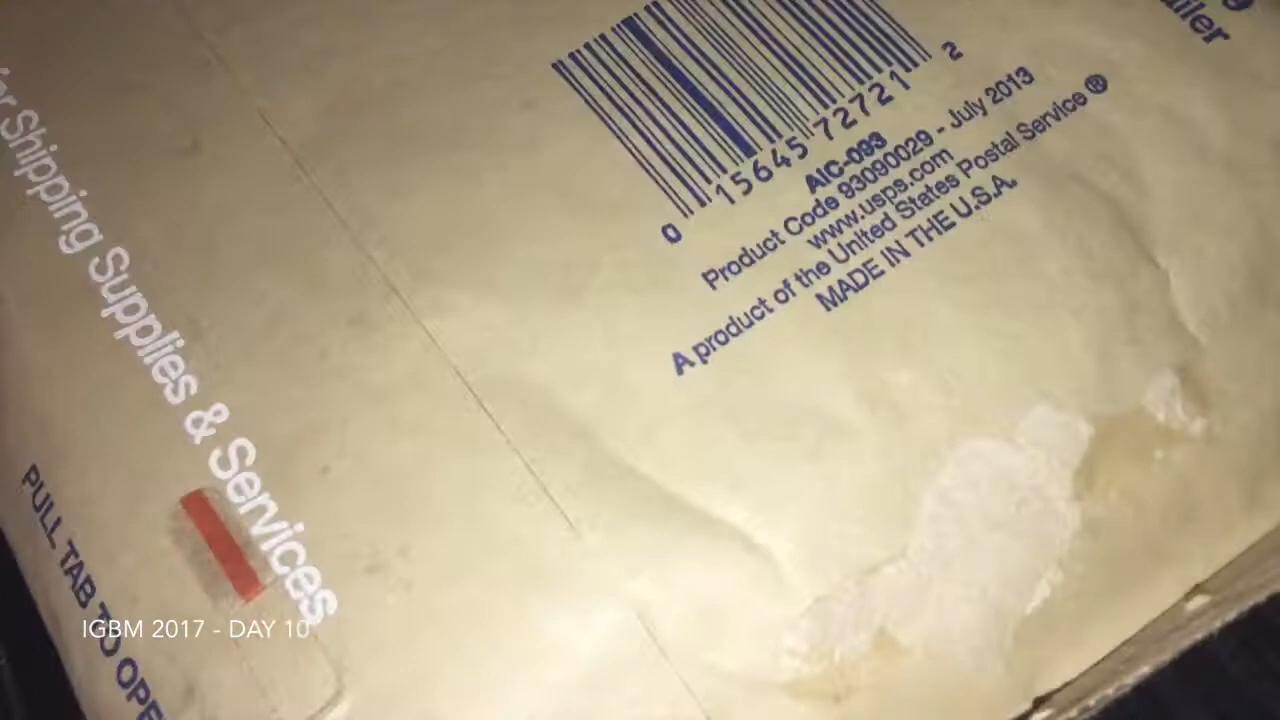 ailer
0 15645 72721 2
AIC-093
Product Code 93090029 - July 2013
www.usps.com
A product of the United States Postal Service ®
MADE IN THE U.S.A.
Shipping Supplies & Services
PULL TAB TO OPE
IGBM 2017 - DAY 10